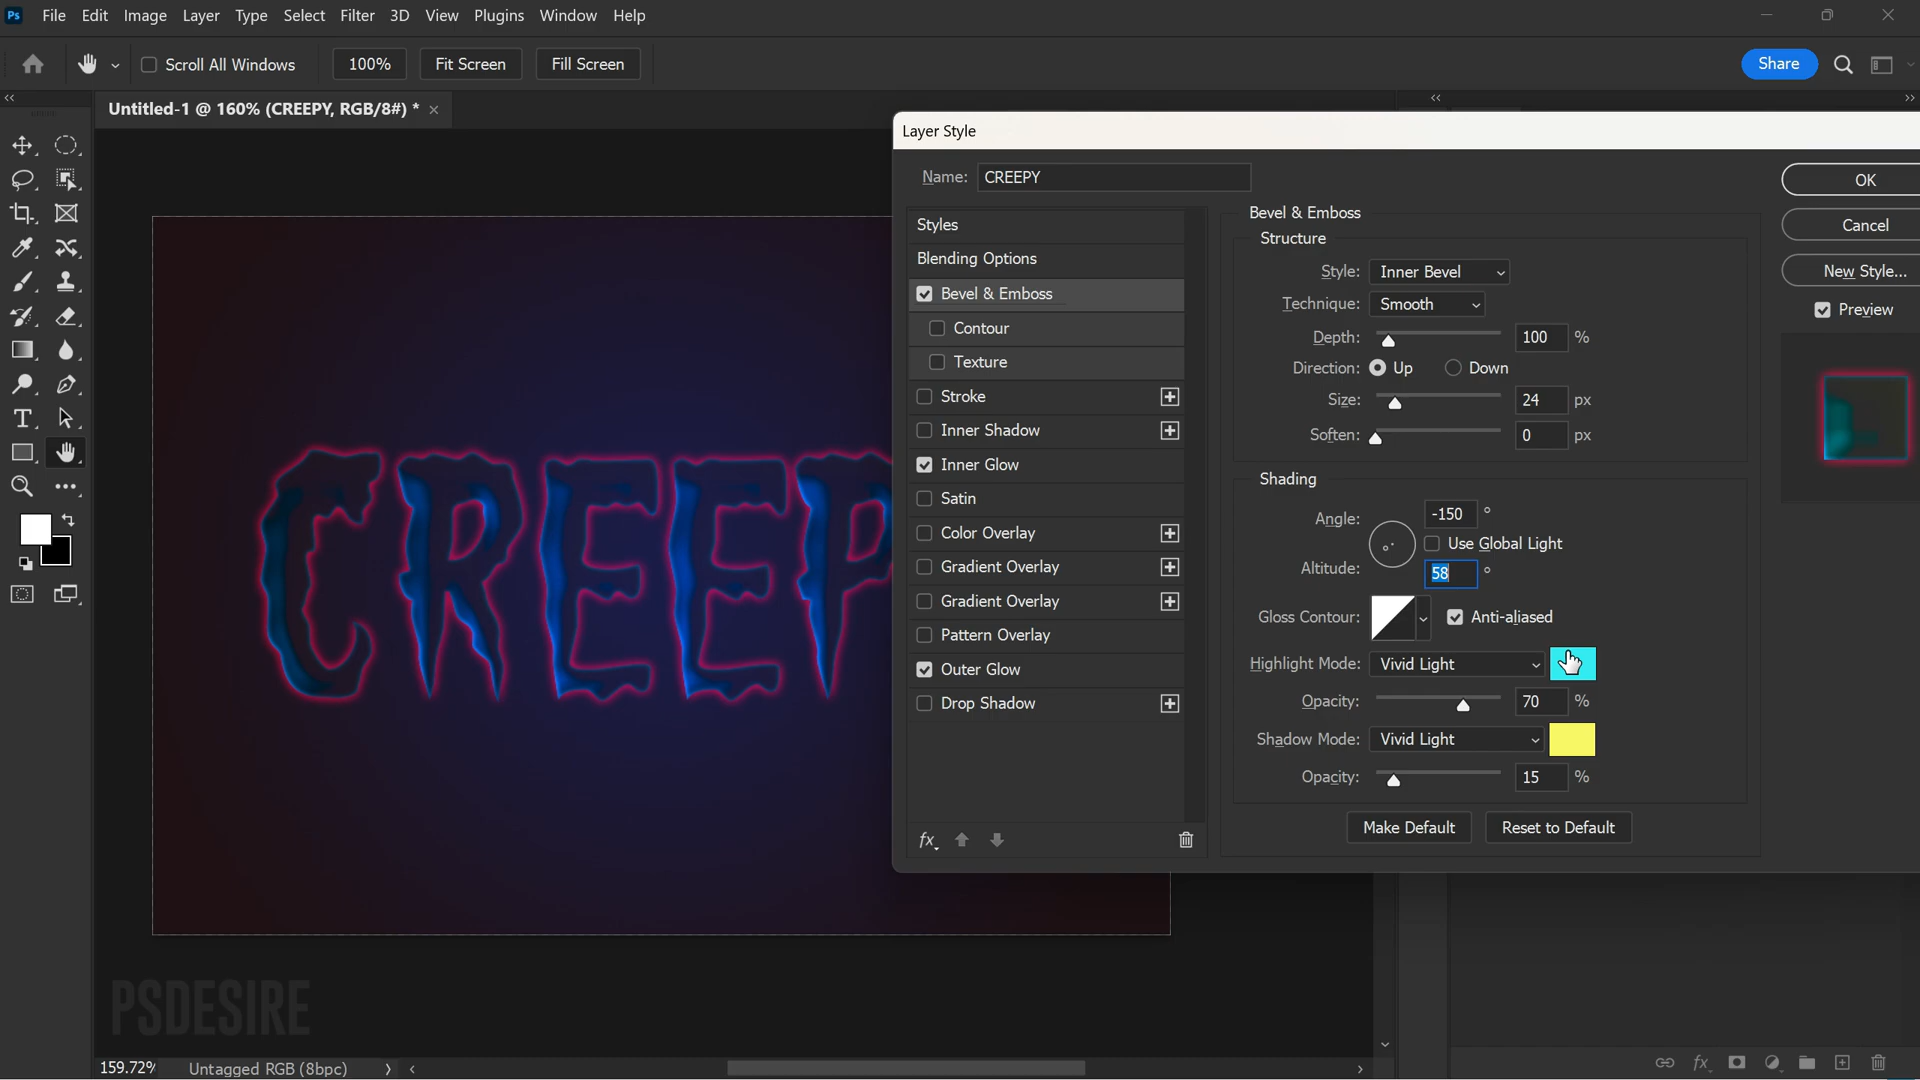 Ps File Edit Image Layer Type Select Filter 3D View Plugins Window Help
Scroll All Windows 100% Fit Screen Fill Screen Share
Untitled-1 @ 160% (CREEPY, RGB/8#) *
Layer Style
Name: CREEPY
OK
Cancel
New Style...
Preview
Styles
Blending Options
Bevel & Emboss
Contour
Texture
Stroke
Inner Shadow
Inner Glow
Satin
Color Overlay
Gradient Overlay
Gradient Overlay
Pattern Overlay
Outer Glow
Drop Shadow
fx
Bevel & Emboss
Structure
Style: Inner Bevel
Technique: Smooth
Depth: 100 %
Direction: Up Down
Size: 24 px
Soften: 0 px
Shading
Angle: -150 °
Use Global Light
Altitude: 58 °
Gloss Contour: Anti-aliased
Highlight Mode: Vivid Light
Opacity: 70 %
Shadow Mode: Vivid Light
Opacity: 15 %
Make Default Reset to Default
CREEP
PSDESIRE
159.72% Untagged RGB (8bpc)
fx